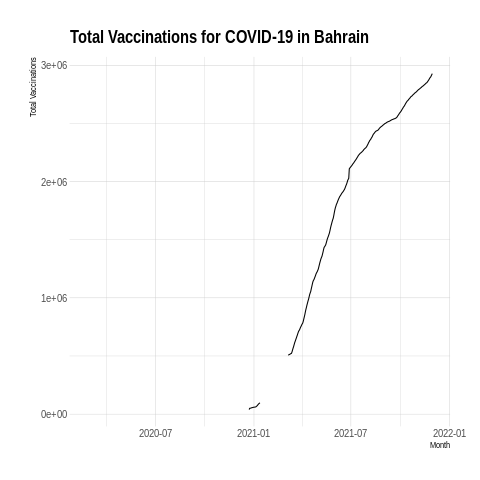 Total Vaccinations for COVID-19 in Bahrain
Total Vaccinations
3e+06
2e+06
1e+06
0e+00
2020-07 2021-01 2021-07 2022-01
Month